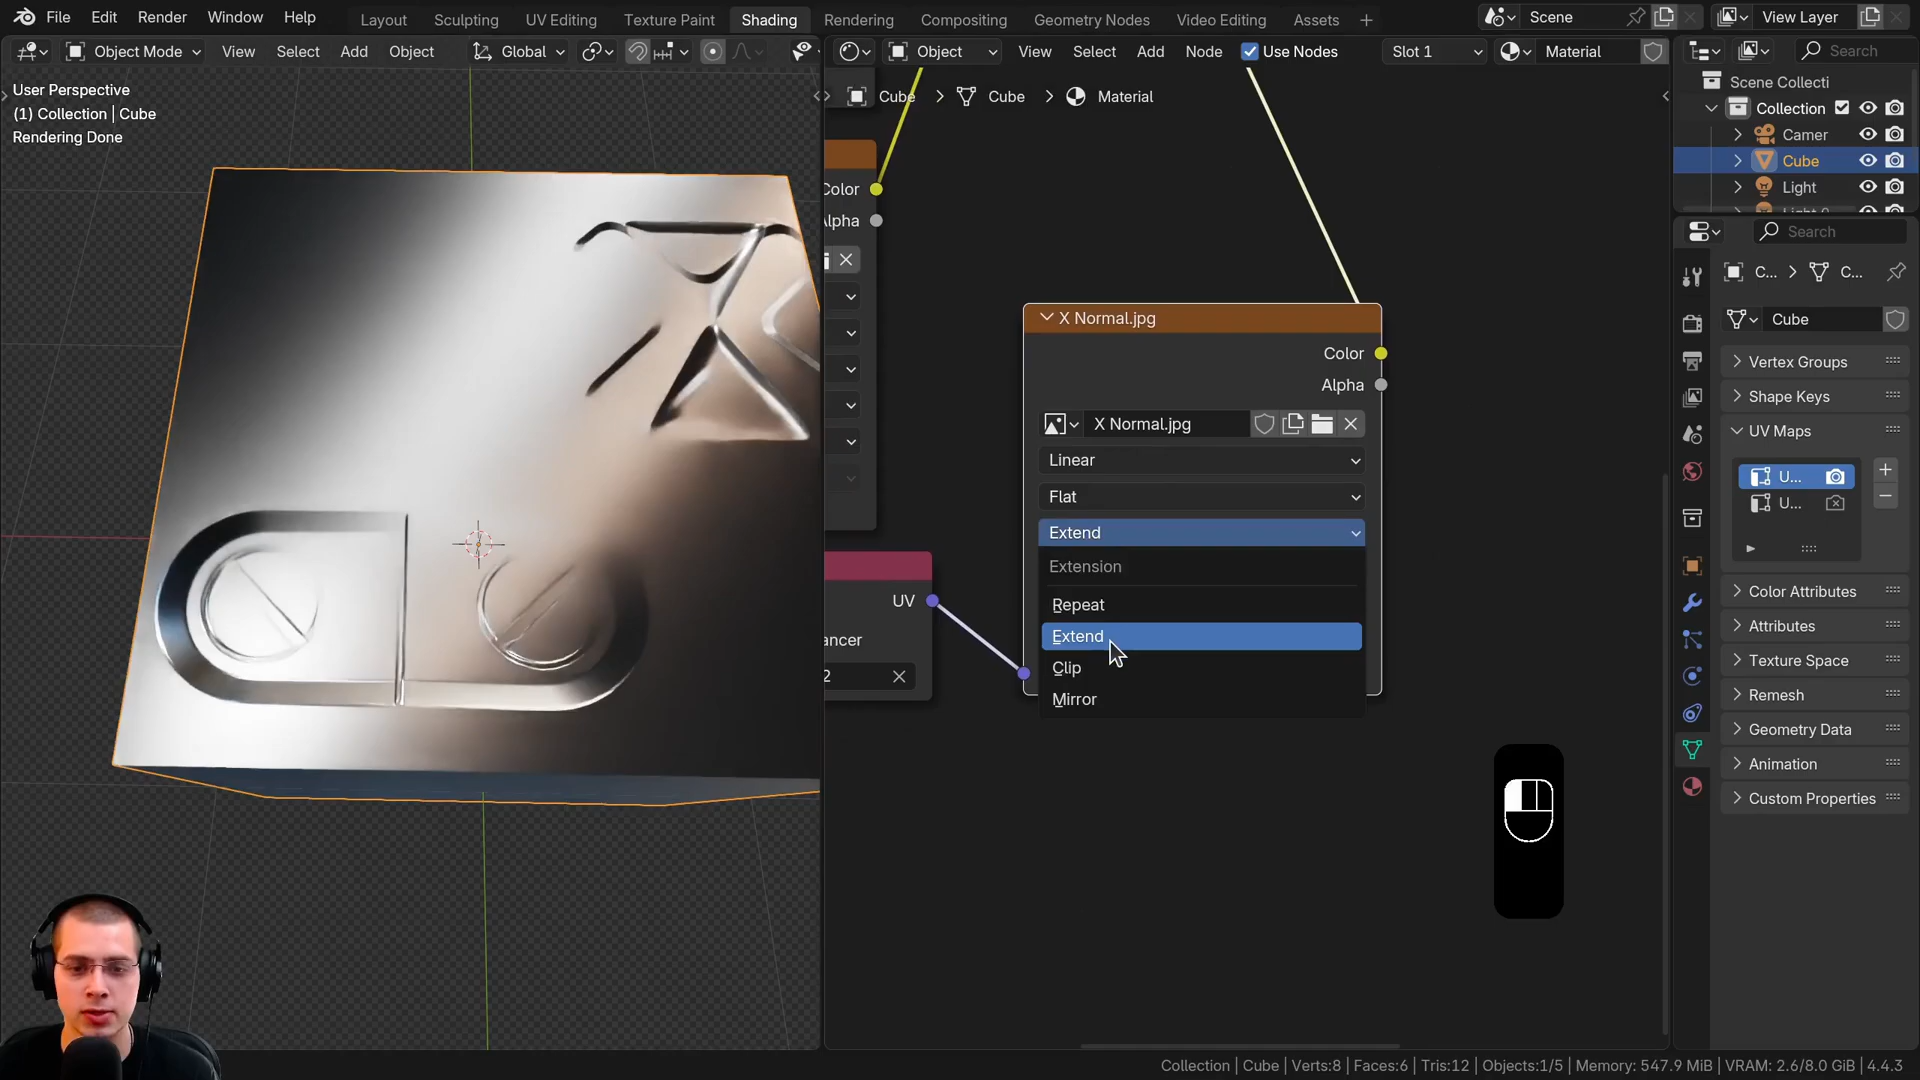 File Edit Render Window Help
Layout Sculpting UV Editing Texture Paint Shading Rendering Compositing Geometry Nodes Video Editing Assets
Scene
View Layer
Object Mode View Select Add Object Global
Object View Select Add Node Use Nodes Slot 1 Material
Search
User Perspective
(1) Collection | Cube
Rendering Done
Cube Cube Material
Scene Collecti
Collection
Camer
Cube
Light
Search
C... C...
Cube
Vertex Groups
Shape Keys
UV Maps
U...
U...
Color Attributes
Attributes
Texture Space
Remesh
Geometry Data
Animation
Custom Properties
Color
lpha
UV
ancer
2
X Normal.jpg
Color
Alpha
X Normal.jpg
Linear
Flat
Extend
Extension
Repeat
Extend
Clip
Mirror
Collection | Cube | Verts:8 | Faces:6 | Tris:12 | Objects:1/5 | Memory: 547.9 MiB | VRAM: 2.6/8.0 GiB | 4.4.3